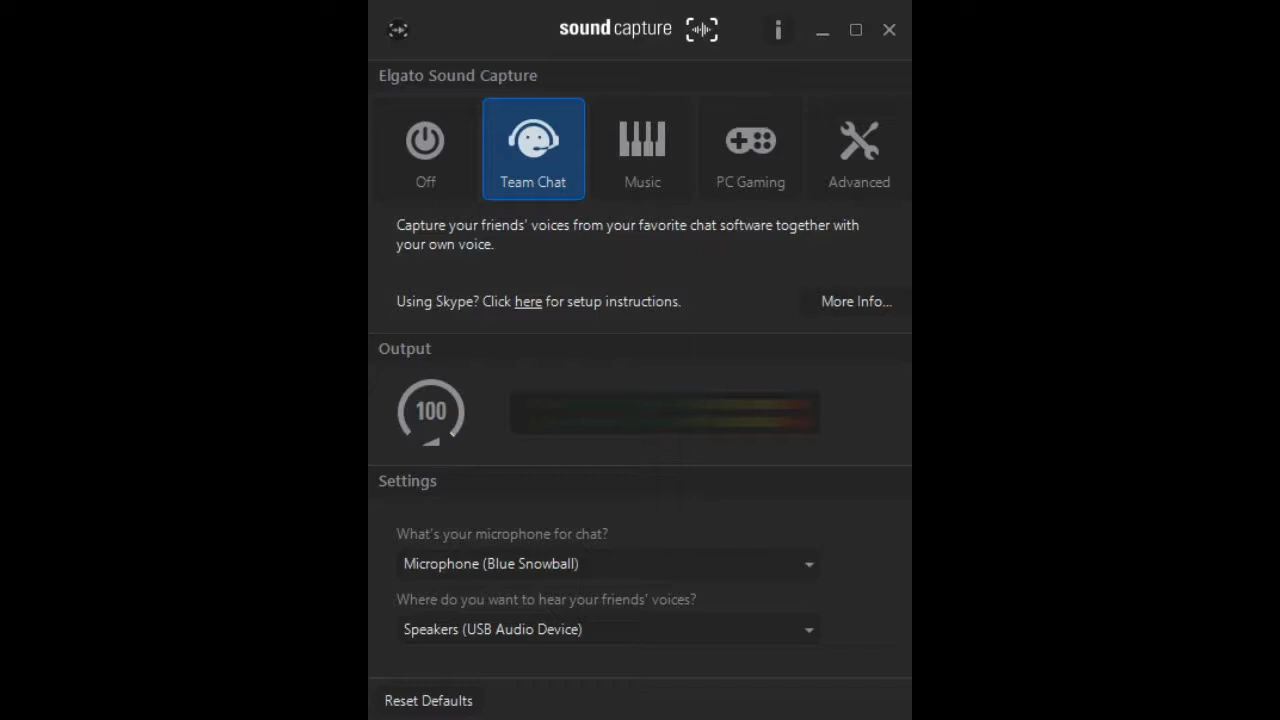 sound capture
Elgato Sound Capture
Off
Team Chat
Music
PC Gaming
Advanced
Capture your friends' voices from your favorite chat software together with
your own voice.
Using Skype? Click here for setup instructions.
More Info...
Output
100
Settings
What's your microphone for chat?
Microphone (Blue Snowball)
Where do you want to hear your friends' voices?
Speakers (USB Audio Device)
Reset Defaults